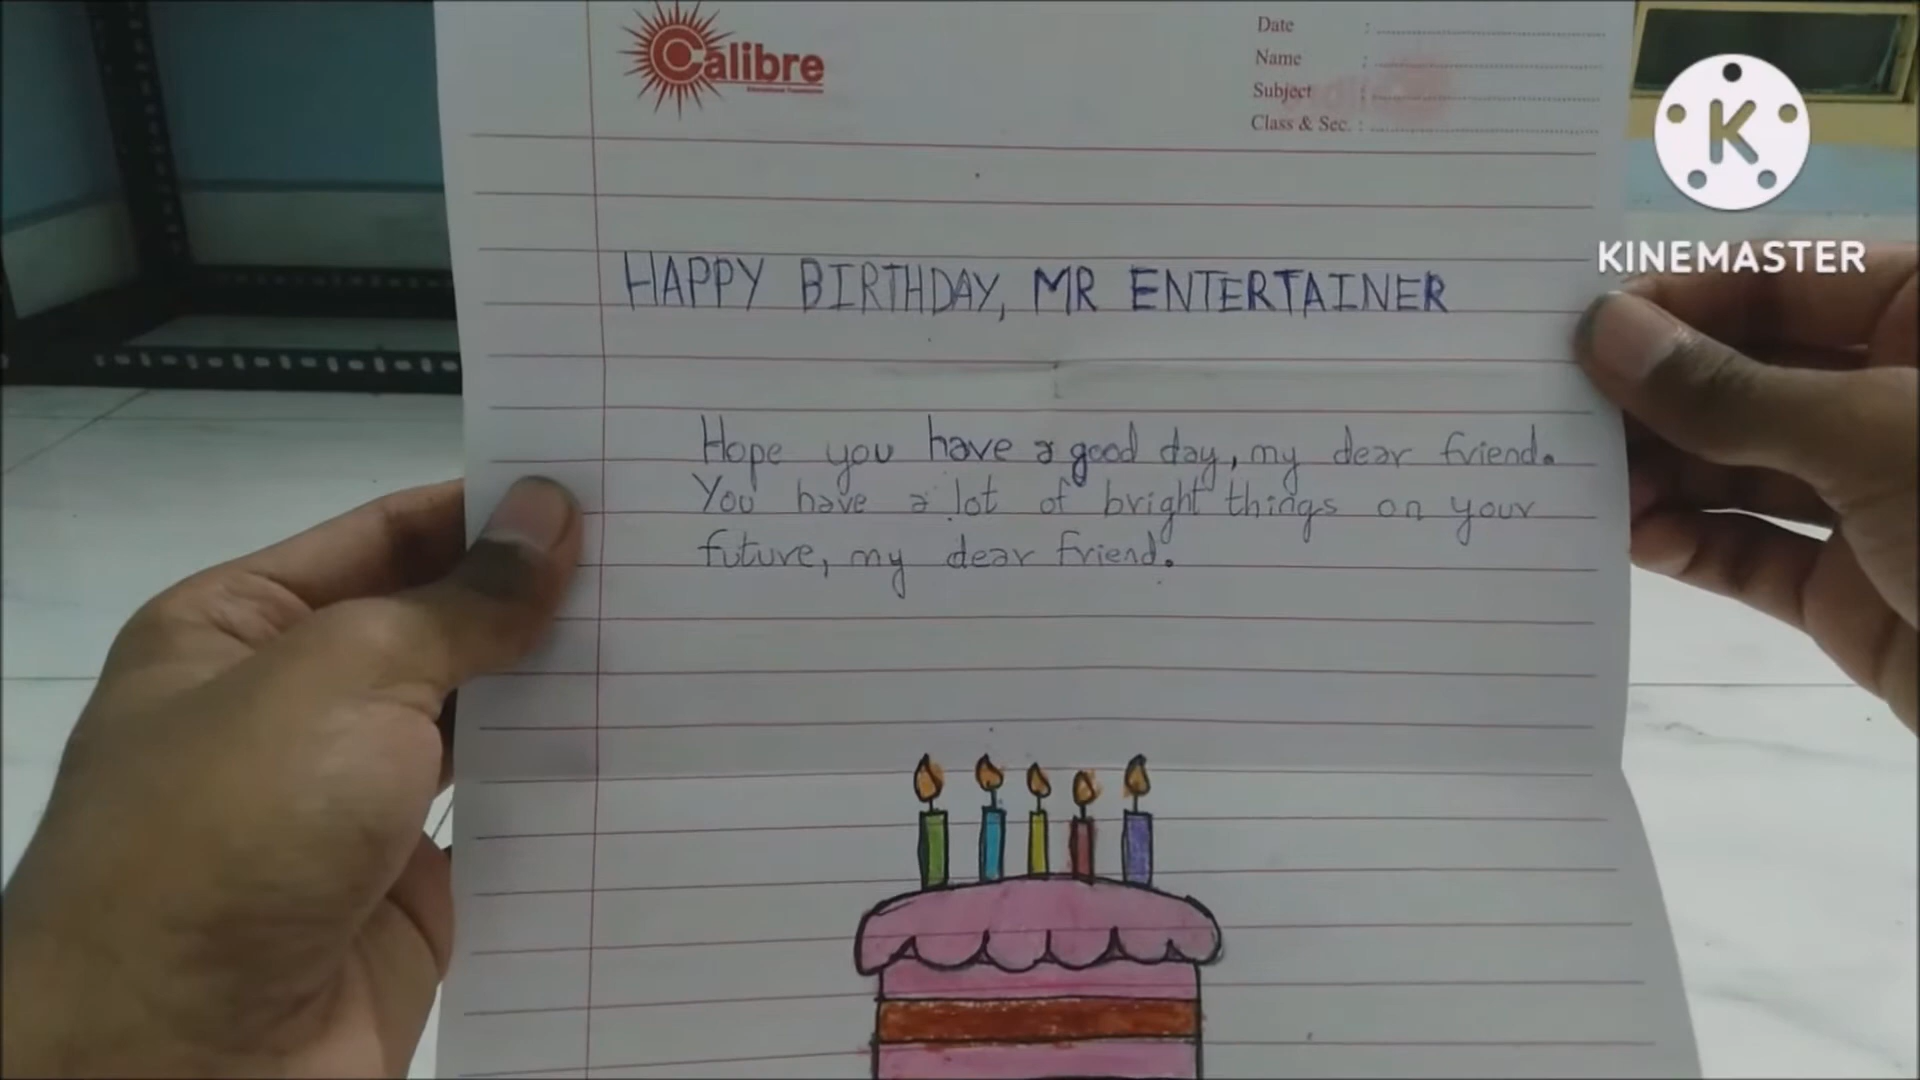 Calibre
Date :
Name :
Subject :
Class & Sec. :
KINEMASTER
HAPPY BIRTHDAY, MR ENTERTAINER
Hope you have a good day, my dear friend.
You have a lot of bright things on your
future, my dear friend.